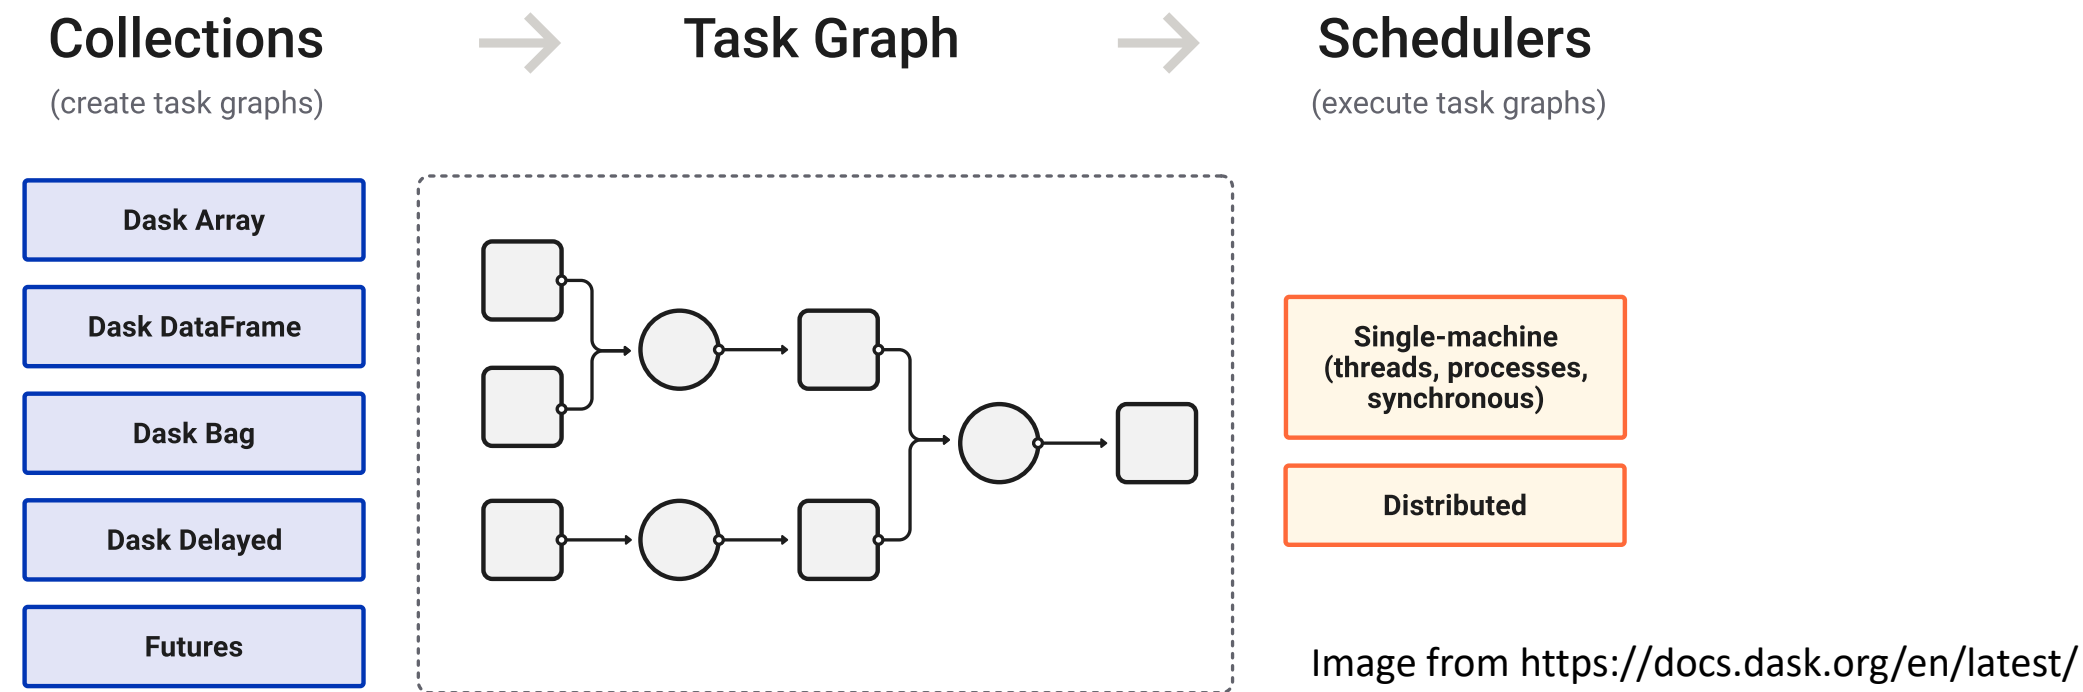 Collections
Task Graph
Schedulers
(create task graphs)
(execute task graphs)
Dask Array
Dask DataFrame
Dask Bag
Dask Delayed
Futures
Single-machine
(threads, processes,
synchronous)
Distributed
Image from https://docs.dask.org/en/latest/